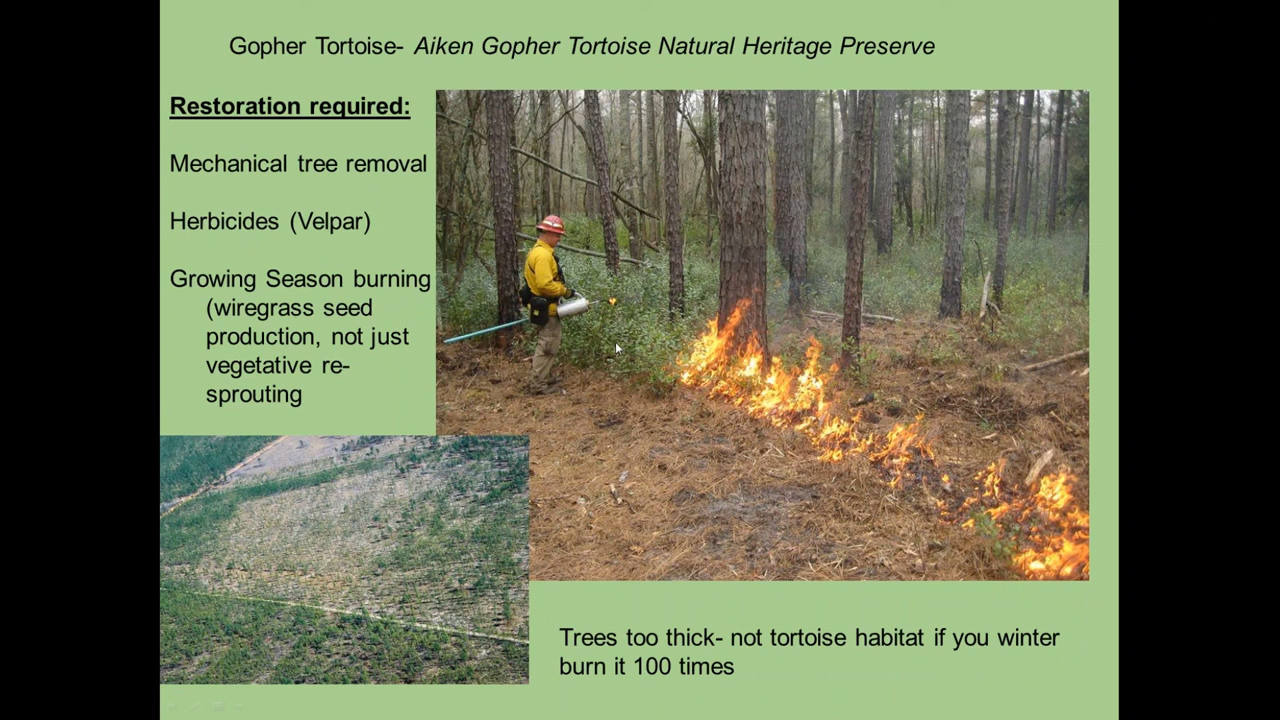 Gopher Tortoise- Aiken Gopher Tortoise Natural Heritage Preserve
Restoration required:
Mechanical tree removal
Herbicides (Velpar)
Growing Season burning
(wiregrass seed
production, not just
vegetative re-
sprouting
Trees too thick- not tortoise habitat if you winter
burn it 100 times